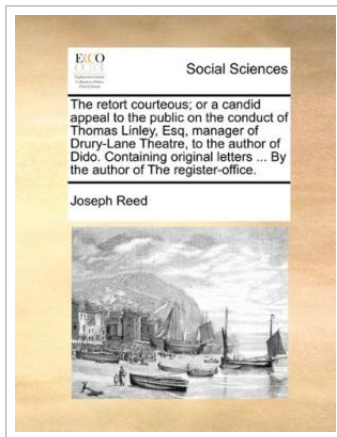 ECCO
Social Sciences
The retort courteous; or a candid
appeal to the public on the conduct of
Thomas Linley, Esq, manager of
Drury-Lane Theatre, to the author of
Dido. Containing original letters ... By
the author of The register-office.
Joseph Reed